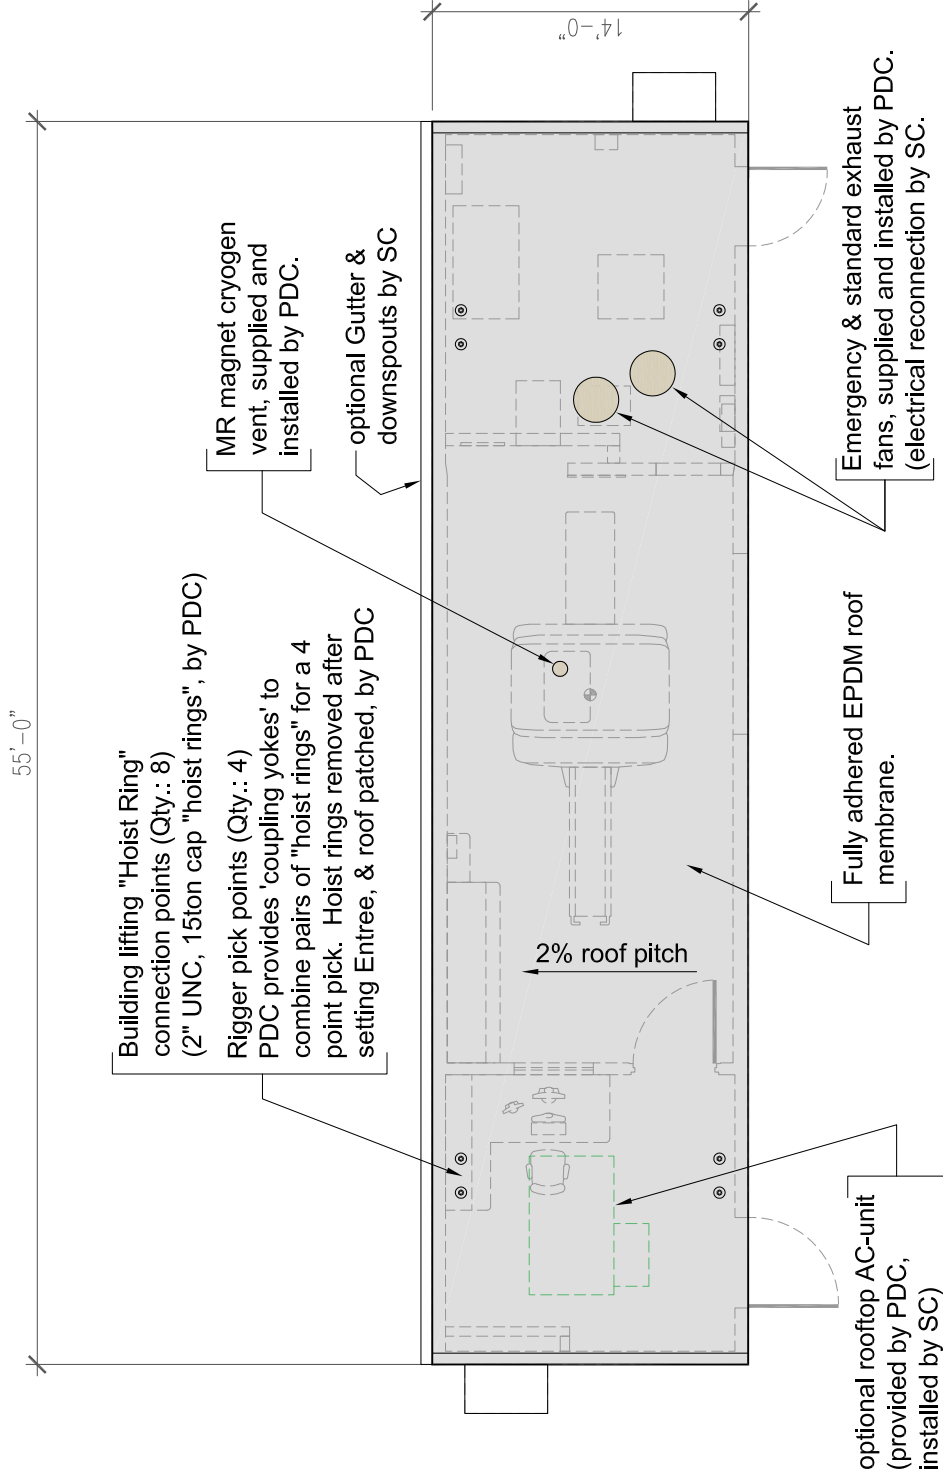 55'-0"
14'-0"
Building lifting "Hoist Ring"
connection points (Qty.: 8)
(2" UNC, 15ton cap "hoist rings", by PDC)
Rigger pick points (Qty.: 4)
PDC provides 'coupling yokes' to
combine pairs of "hoist rings" for a 4
point pick. Hoist rings removed after
setting Entree, & roof patched, by PDC
MR magnet cryogen
vent, supplied and
installed by PDC.
optional Gutter &
downspouts by SC
2% roof pitch
optional rooftop AC-unit
(provided by PDC,
installed by SC)
Fully adhered EPDM roof
membrane.
Emergency & standard exhaust
fans, supplied and installed by PDC.
(electrical reconnection by SC.